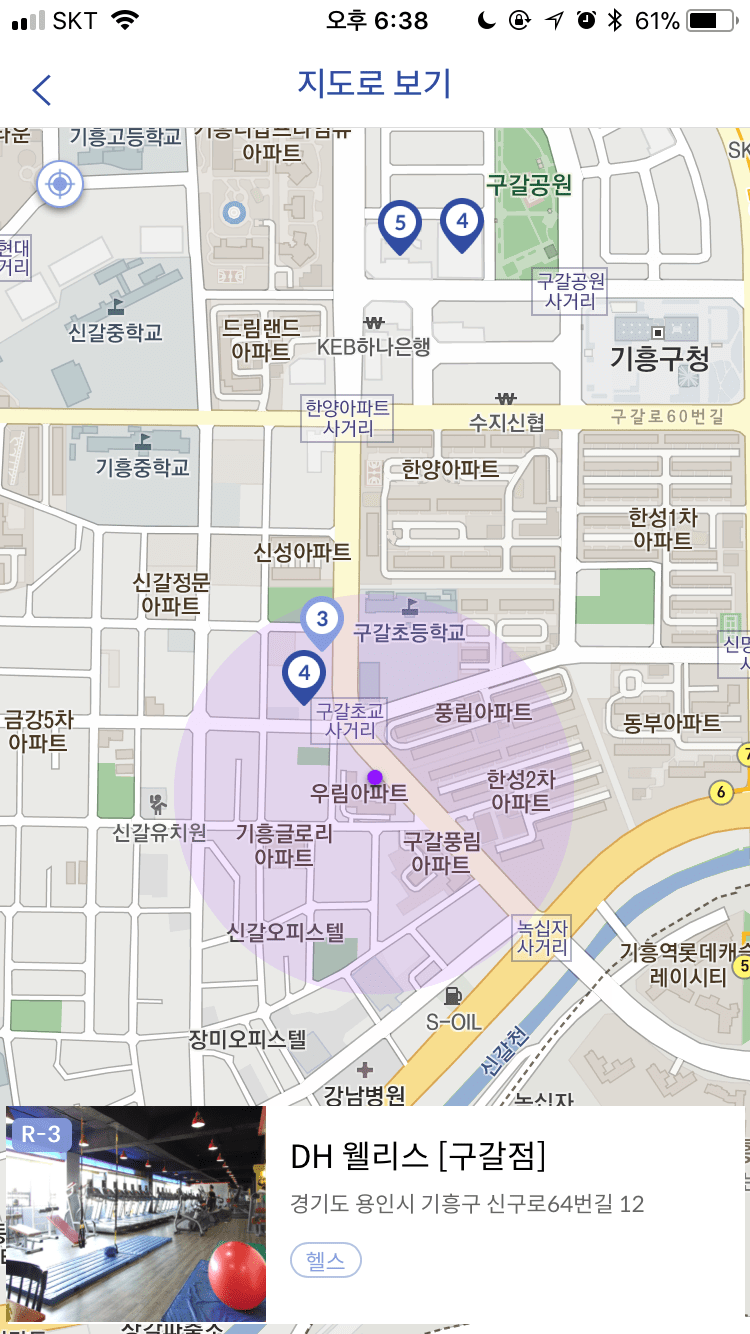 SKT
오후 6:38
61%
지도로 보기
기흥고등학교
아파트
구갈공원
SK
5
4
현대
거리
구갈공원
사거리
신갈중학교
드림랜드
아파트
KEB하나은행
기흥구청
한양아파트
사거리
수지신협
구갈로60번길
기흥중학교
한양아파트
한성1차
아파트
신성아파트
신갈정문
아파트
3
구갈초등학교
4
구갈초교
사거리
풍림아파트
금강5차
아파트
동부아파트
7
6
우림아파트
한성2차
아파트
신갈유치원
기흥글로리
아파트
구갈풍림
아파트
신갈오피스텔
녹십자
사거리
기흥역롯데캐슬
레이시티
5
S-OIL
신갈천
장미오피스텔
강남병원
녹십자
R-3
DH 웰리스 [구갈점]
경기도 용인시 기흥구 신구로64번길 12
헬스